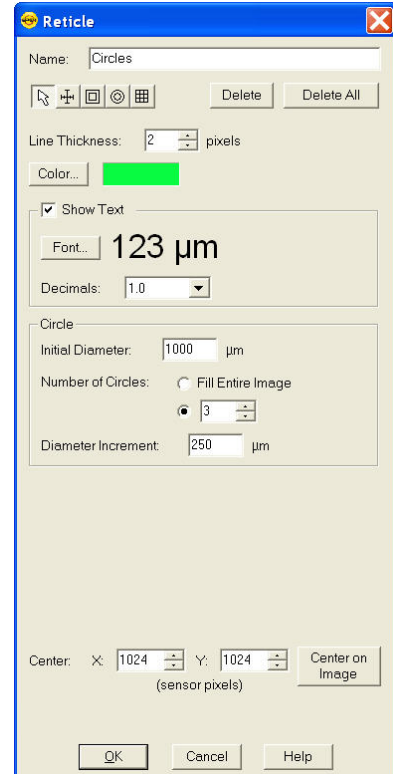 Reticle
Name: Circles
Delete Delete All
Line Thickness: 2 pixels
Color...
Show Text
Font... 123 µm
Decimals: 1.0
Circle
Initial Diameter: 1000 µm
Number of Circles: Fill Entire Image
3
Diameter Increment: 250 µm
Center: X: 1024 Y: 1024 Center on
Image
(sensor pixels)
OK Cancel Help